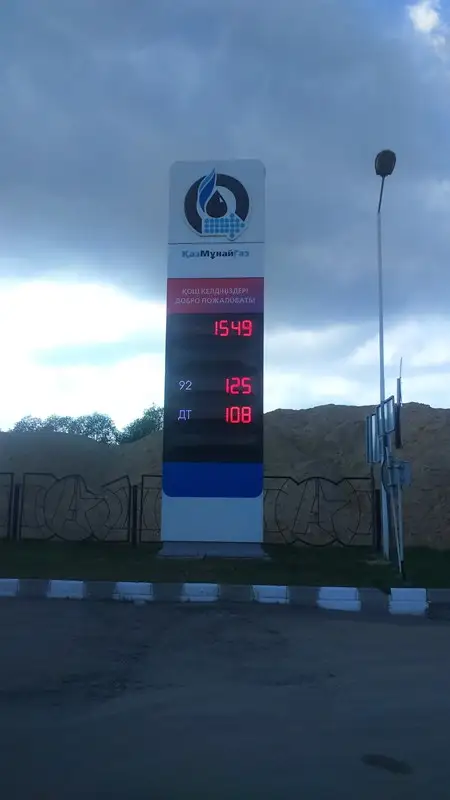 ҚазМұнайГаз
ҚОШ КЕЛДІҢІЗДЕР!
ДОБРО ПОЖАЛОВАТЬ!
1549
92 125
ДТ 108